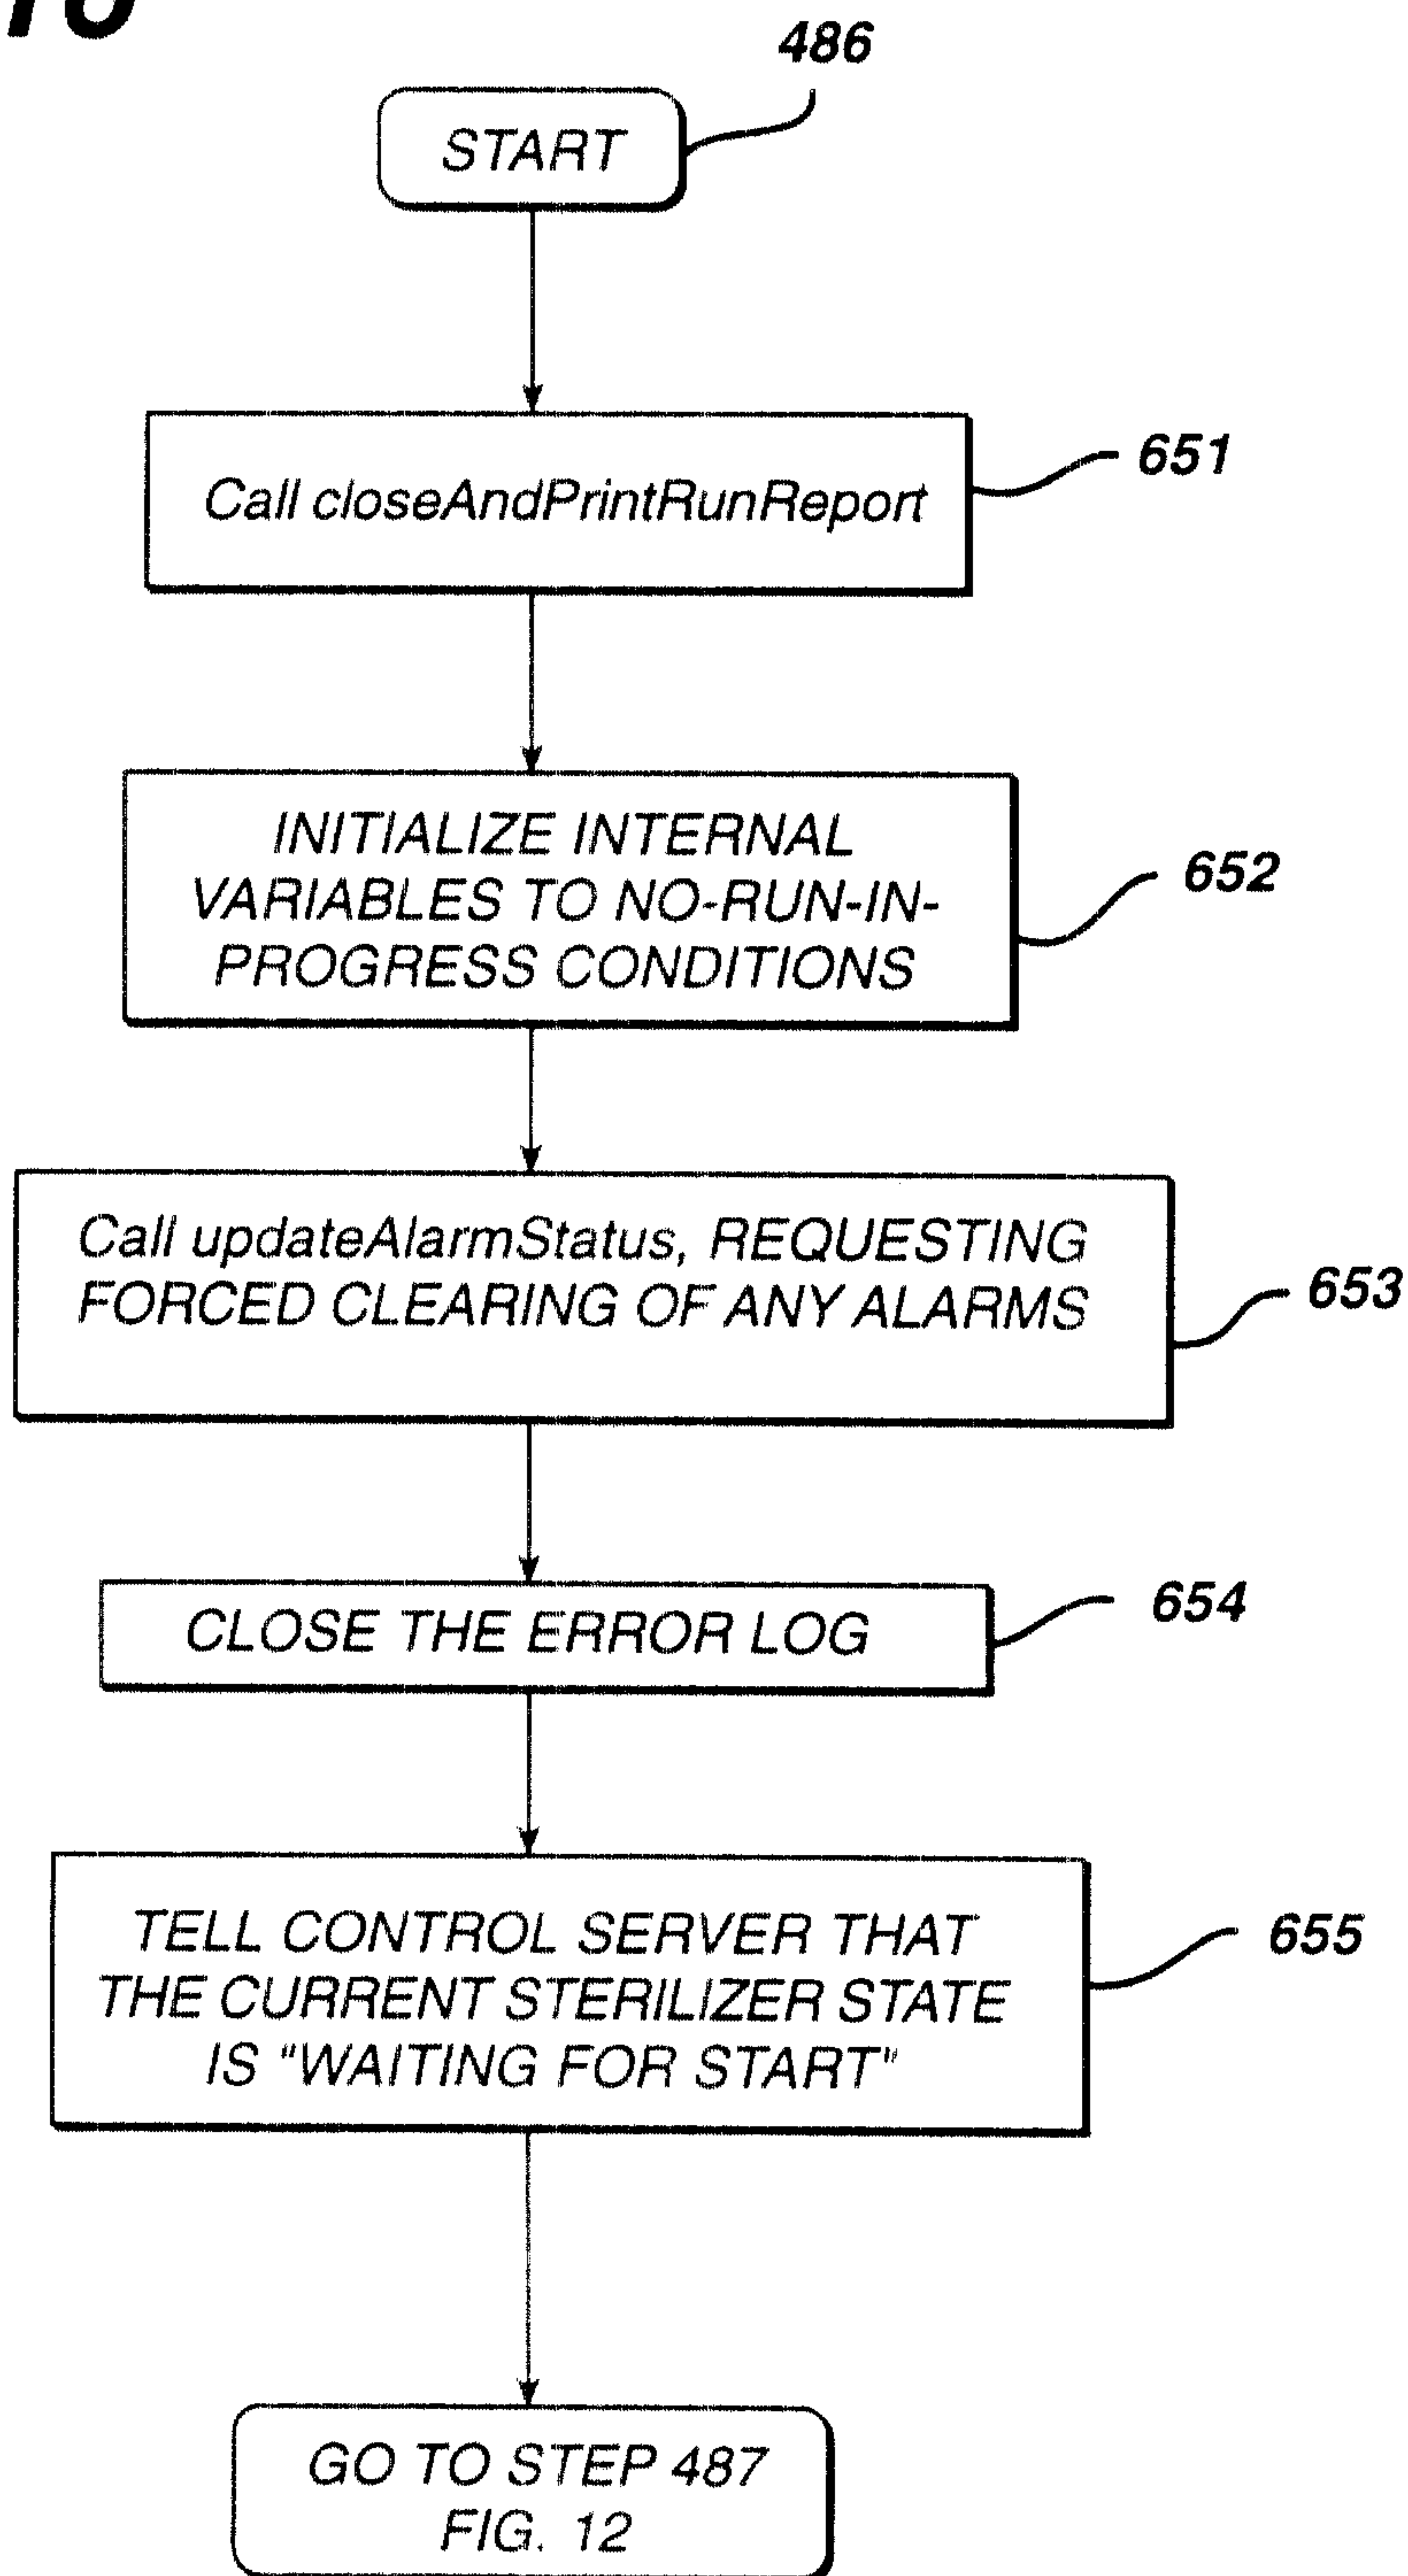 486
START
Call closeAndPrintRunReport
651
INITIALIZE INTERNAL
VARIABLES TO NO-RUN-IN-
PROGRESS CONDITIONS
652
Call updateAlarmStatus, REQUESTING
FORCED CLEARING OF ANY ALARMS
653
CLOSE THE ERROR LOG
654
TELL CONTROL SERVER THAT
THE CURRENT STERILIZER STATE
IS "WAITING FOR START"
655
GO TO STEP 487
FIG. 12